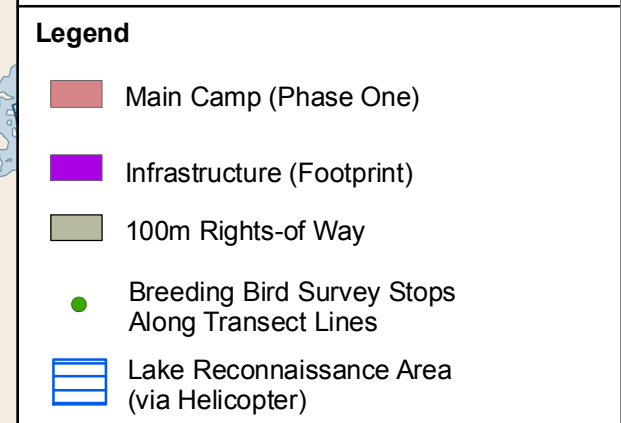 Legend
Main Camp (Phase One)
Infrastructure (Footprint)
100m Rights-of Way
Breeding Bird Survey Stops
Along Transect Lines
Lake Reconnaissance Area
(via Helicopter)